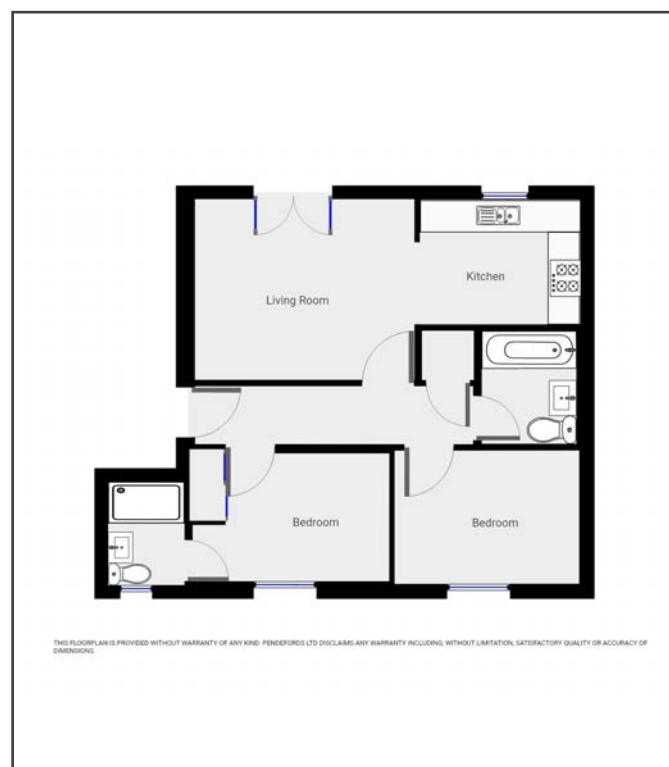 Kitchen
Living Room
Bedroom
Bedroom
THIS FLOORPLAN IS PROVIDED WITHOUT WARRANTY OF ANY KIND. PENDEFORDS LTD DISCLAIMS ANY WARRANTY INCLUDING, WITHOUT LIMITATION, SATISFACTORY QUALITY OR ACCURACY OF
DIMENSIONS.